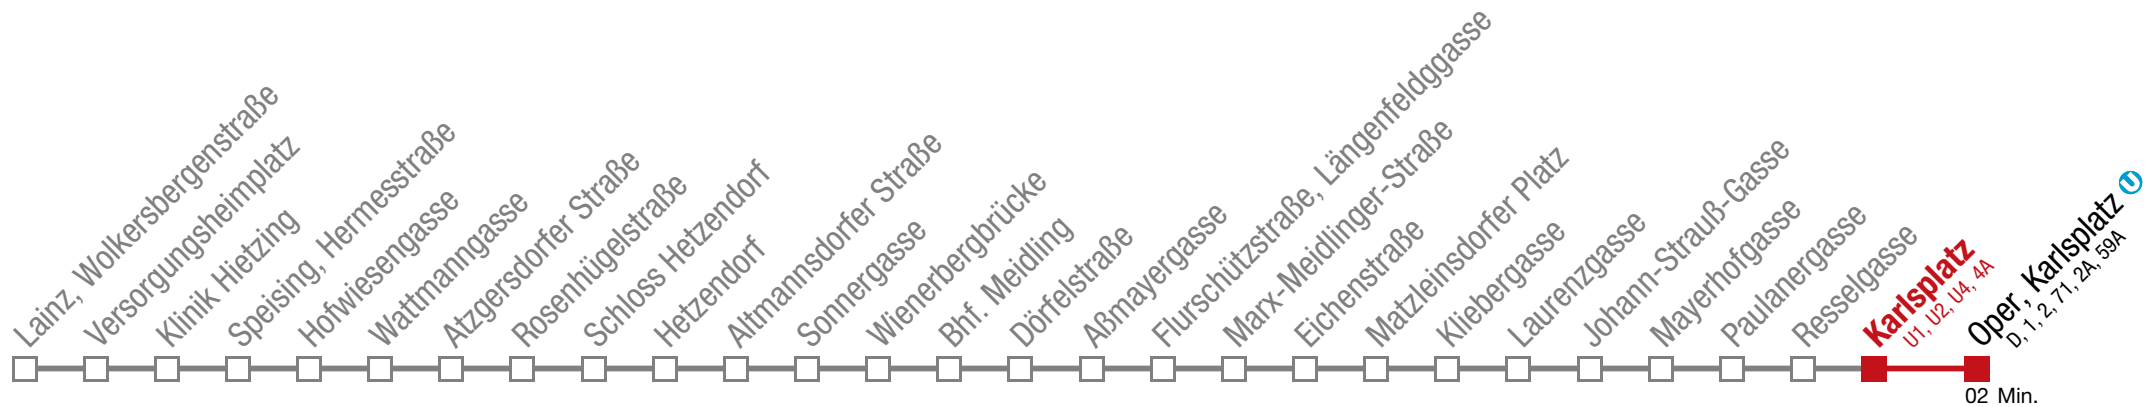 Lainz, Wolkersbergenstraße
Versorgungsheimplatz
Klinik Hietzing
Speising, Hermesstraße
Hofwiesengasse
Wattmanngasse
Atzgersdorfer Straße
Rosenhügelstraße
Schloss Hetzendorf
Hetzendorf
Altmannsdorfer Straße
Sonnergasse
Wienerbergbrücke
Bhf. Meidling
Dörfelstraße
Aßmayergasse
Flurschützstraße, Längenfeldggasse
Marx-Meidlinger-Straße
Eichenstraße
Matzleinsdorfer Platz
Kliebergasse
Laurenzgasse
Johann-Strauß-Gasse
Mayerhofgasse
Paulanergasse
Resselgasse
Karlsplatz
U1, U2, U4, 4A
Oper, Karlsplatz U
D, 1, 2, 71, 2A, 59A
02 Min.